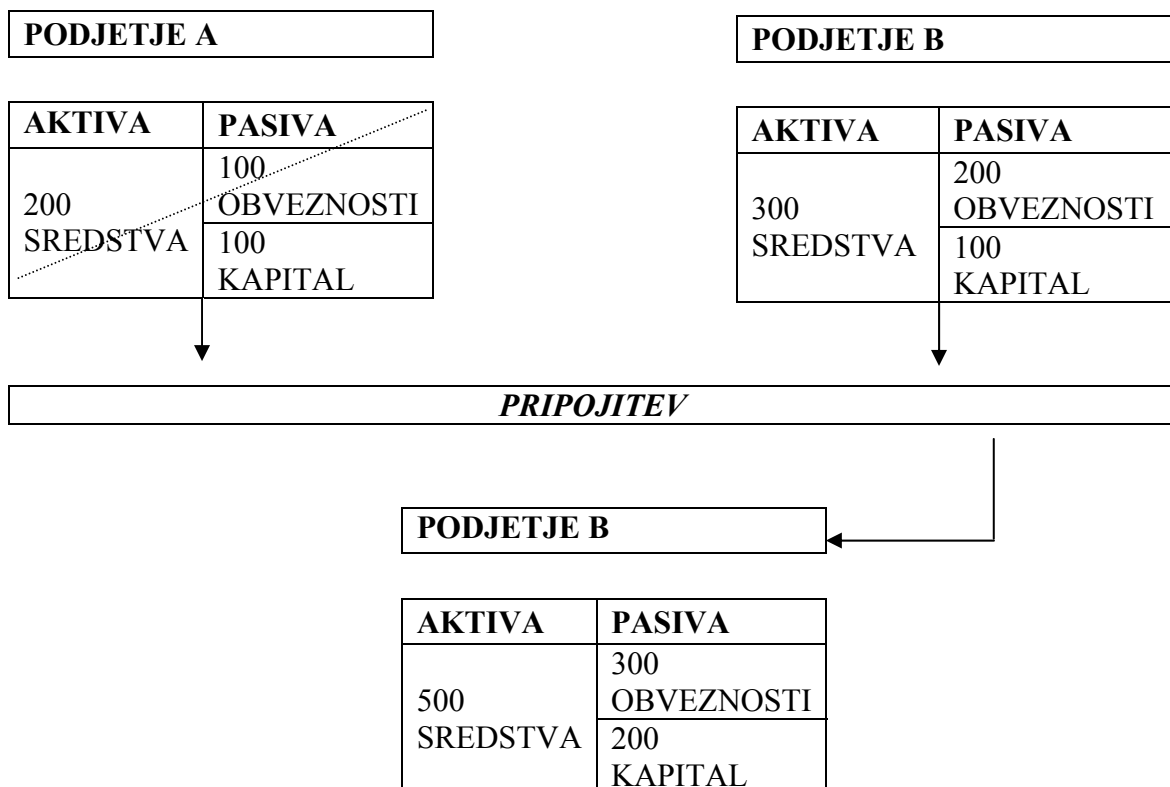 PODJETJE A
AKTIVA PASIVA
200
SREDSTVA
100
OBVEZNOSTI
100
KAPITAL
PODJETJE B
AKTIVA PASIVA
300
SREDSTVA
200
OBVEZNOSTI
100
KAPITAL
PRIPOJITEV
PODJETJE B
AKTIVA PASIVA
500
SREDSTVA
300
OBVEZNOSTI
200
KAPITAL